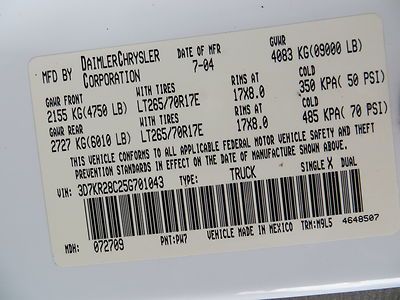 MFD BY DAIMLERCHRYSLER CORPORATION DATE OF MFR 7-04 GVWR 4083 KG(09000 LB)
GAWR FRONT WITH TIRES RIMS AT COLD
2155 KG(4750 LB) LT265/70R17E 17X8.0 350 KPA( 50 PSI)
GAWR REAR WITH TIRES RIMS AT COLD
2727 KG(6010 LB) LT265/70R17E 17X8.0 485 KPA( 70 PSI)
THIS VEHICLE CONFORMS TO ALL APPLICABLE FEDERAL MOTOR VEHICLE SAFETY AND THEFT
PREVENTION STANDARDS IN EFFECT ON THE DATE OF MANUFACTURE SHOWN ABOVE.
VIN: 3D7KR28C25G701043 TYPE: TRUCK SINGLE X DUAL
MDH: 072709 PNT:PW7 VEHICLE MADE IN MEXICO TRM:M9L5 4648507